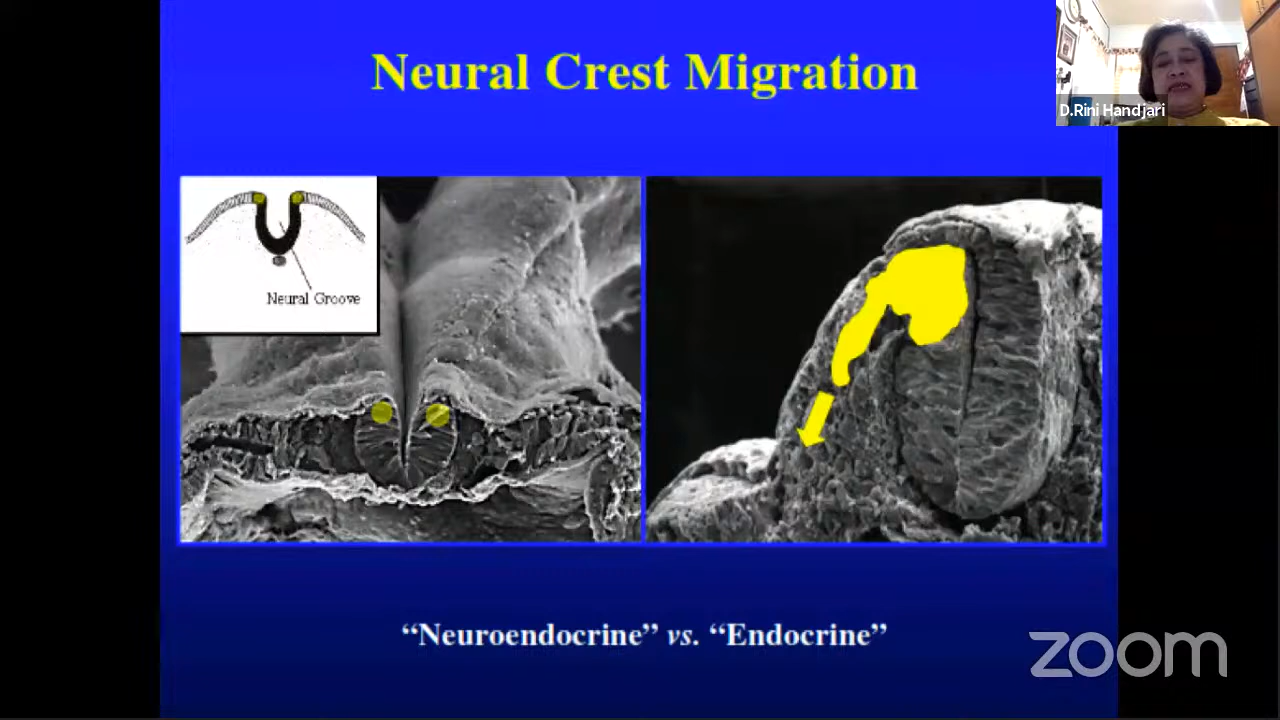 Neural Crest Migration
D.Rini Handjari
Neural Groove
“Neuroendocrine” vs. “Endocrine”
zoom